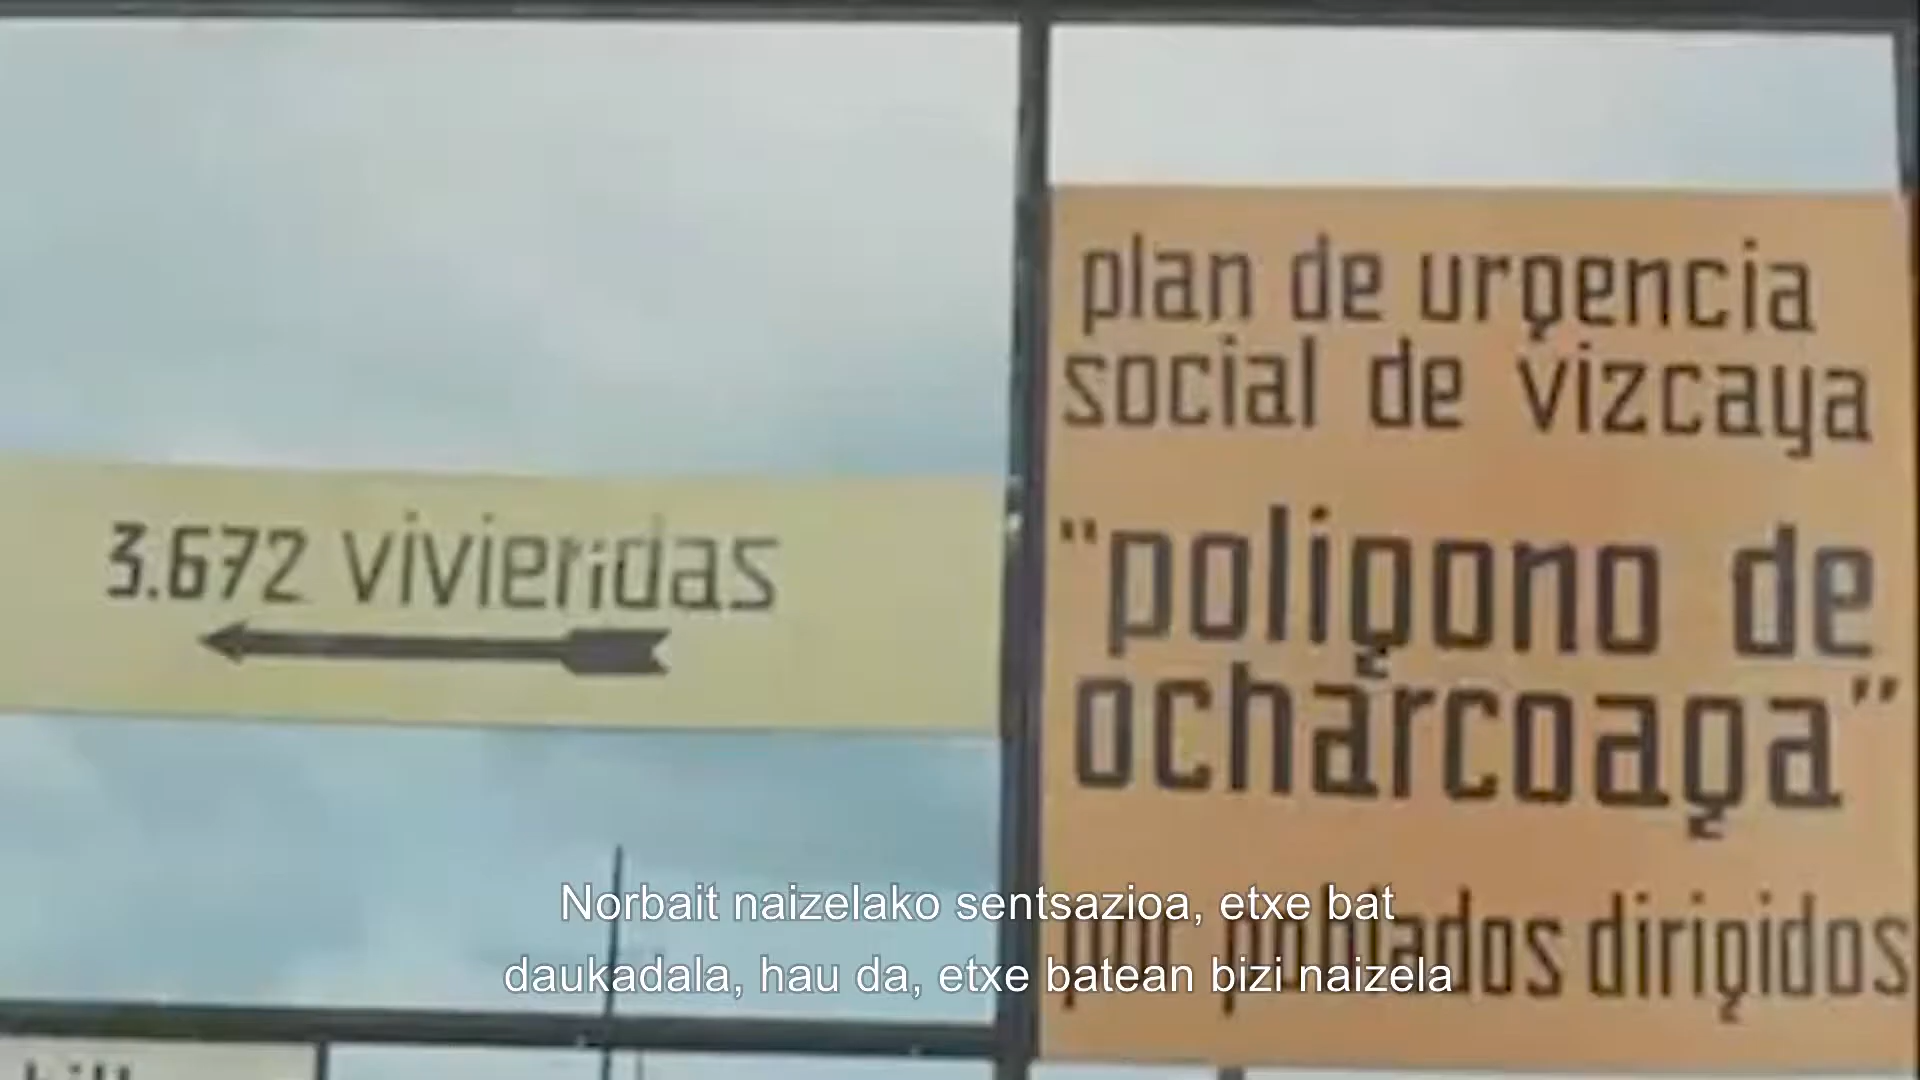 3.672 viviendas
plan de urgencia
social de vizcaya
"poligono de
ocharcoaga"
por poblados dirigidos
Norbait naizelako sentsazioa, etxe bat
daukadala, hau da, etxe batean bizi naizela